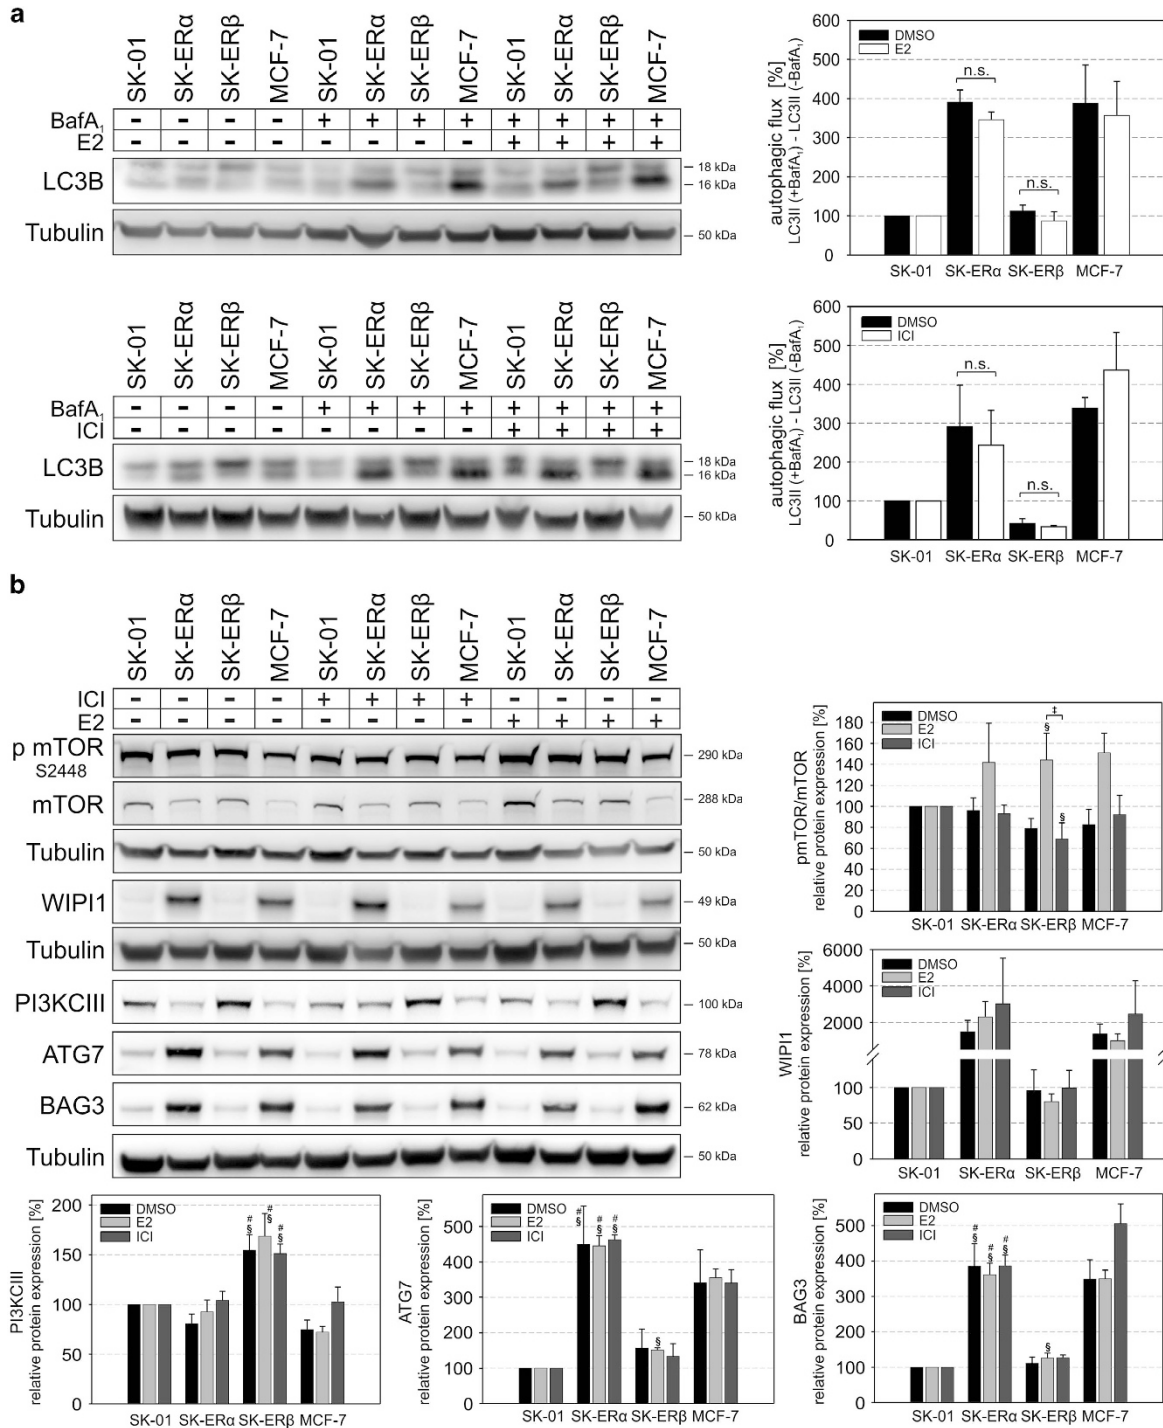 a
SK-01 SK-ERα SK-ERβ MCF-7 SK-01 SK-ERα SK-ERβ MCF-7 SK-01 SK-ERα SK-ERβ MCF-7
BafA₁ - - - - + + + + + + + +
E2 - - - - - - - - + + + +
LC3B
18 kDa
16 kDa
Tubulin 50 kDa
autophagic flux [%]
LC3II (+BafA₁) - LC3II (-BafA₁)
600
500
400
300
200
100
0
DMSO
E2
n.s.
n.s.
SK-01 SK-ERα SK-ERβ MCF-7
SK-01 SK-ERα SK-ERβ MCF-7 SK-01 SK-ERα SK-ERβ MCF-7 SK-01 SK-ERα SK-ERβ MCF-7
BafA₁ - - - - + + + + + + + +
ICI - - - - - - - - + + + +
LC3B
18 kDa
16 kDa
Tubulin 50 kDa
autophagic flux [%]
LC3II (+BafA₁) - LC3II (-BafA₁)
600
500
400
300
200
100
0
DMSO
ICI
n.s.
n.s.
SK-01 SK-ERα SK-ERβ MCF-7
b
SK-01 SK-ERα SK-ERβ MCF-7 SK-01 SK-ERα SK-ERβ MCF-7 SK-01 SK-ERα SK-ERβ MCF-7
ICI - - - - + + + + - - - -
E2 - - - - - - - - + + + +
p mTOR 290 kDa
S2448
mTOR 288 kDa
Tubulin 50 kDa
WIPI1 49 kDa
Tubulin 50 kDa
PI3KCIII 100 kDa
ATG7 78 kDa
BAG3 62 kDa
Tubulin 50 kDa
pmTOR/mTOR
relative protein expression [%]
180
160
140
120
100
80
60
40
20
0
DMSO
E2
ICI
‡
§
§
SK-01 SK-ERα SK-ERβ MCF-7
WIPI1
relative protein expression [%]
6000
2000
100
50
0
DMSO
E2
ICI
SK-01 SK-ERα SK-ERβ MCF-7
PI3KCIII
relative protein expression [%]
200
150
100
50
0
DMSO
E2
ICI
# # #
§ § §
SK-01 SK-ERα SK-ERβ MCF-7
ATG7
relative protein expression [%]
500
400
300
200
100
0
DMSO
E2
ICI
# # #
§ § §
§
SK-01 SK-ERα SK-ERβ MCF-7
BAG3
relative protein expression [%]
500
400
300
200
100
0
DMSO
E2
ICI
# # #
§ § §
§
SK-01 SK-ERα SK-ERβ MCF-7